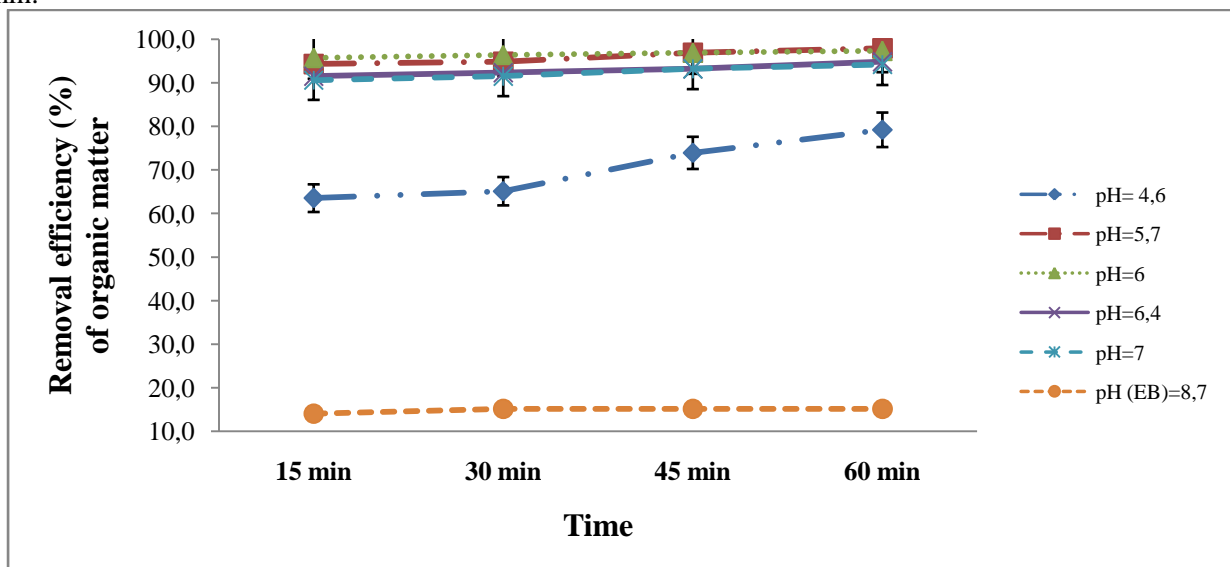 100,0
90,0
80,0
70,0
60,0
50,0
40,0
30,0
20,0
10,0
Removal efficiency (%)
of organic matter
15 min
30 min
45 min
60 min
Time
pH= 4,6
pH=5,7
pH=6
pH=6,4
pH=7
pH (EB)=8,7